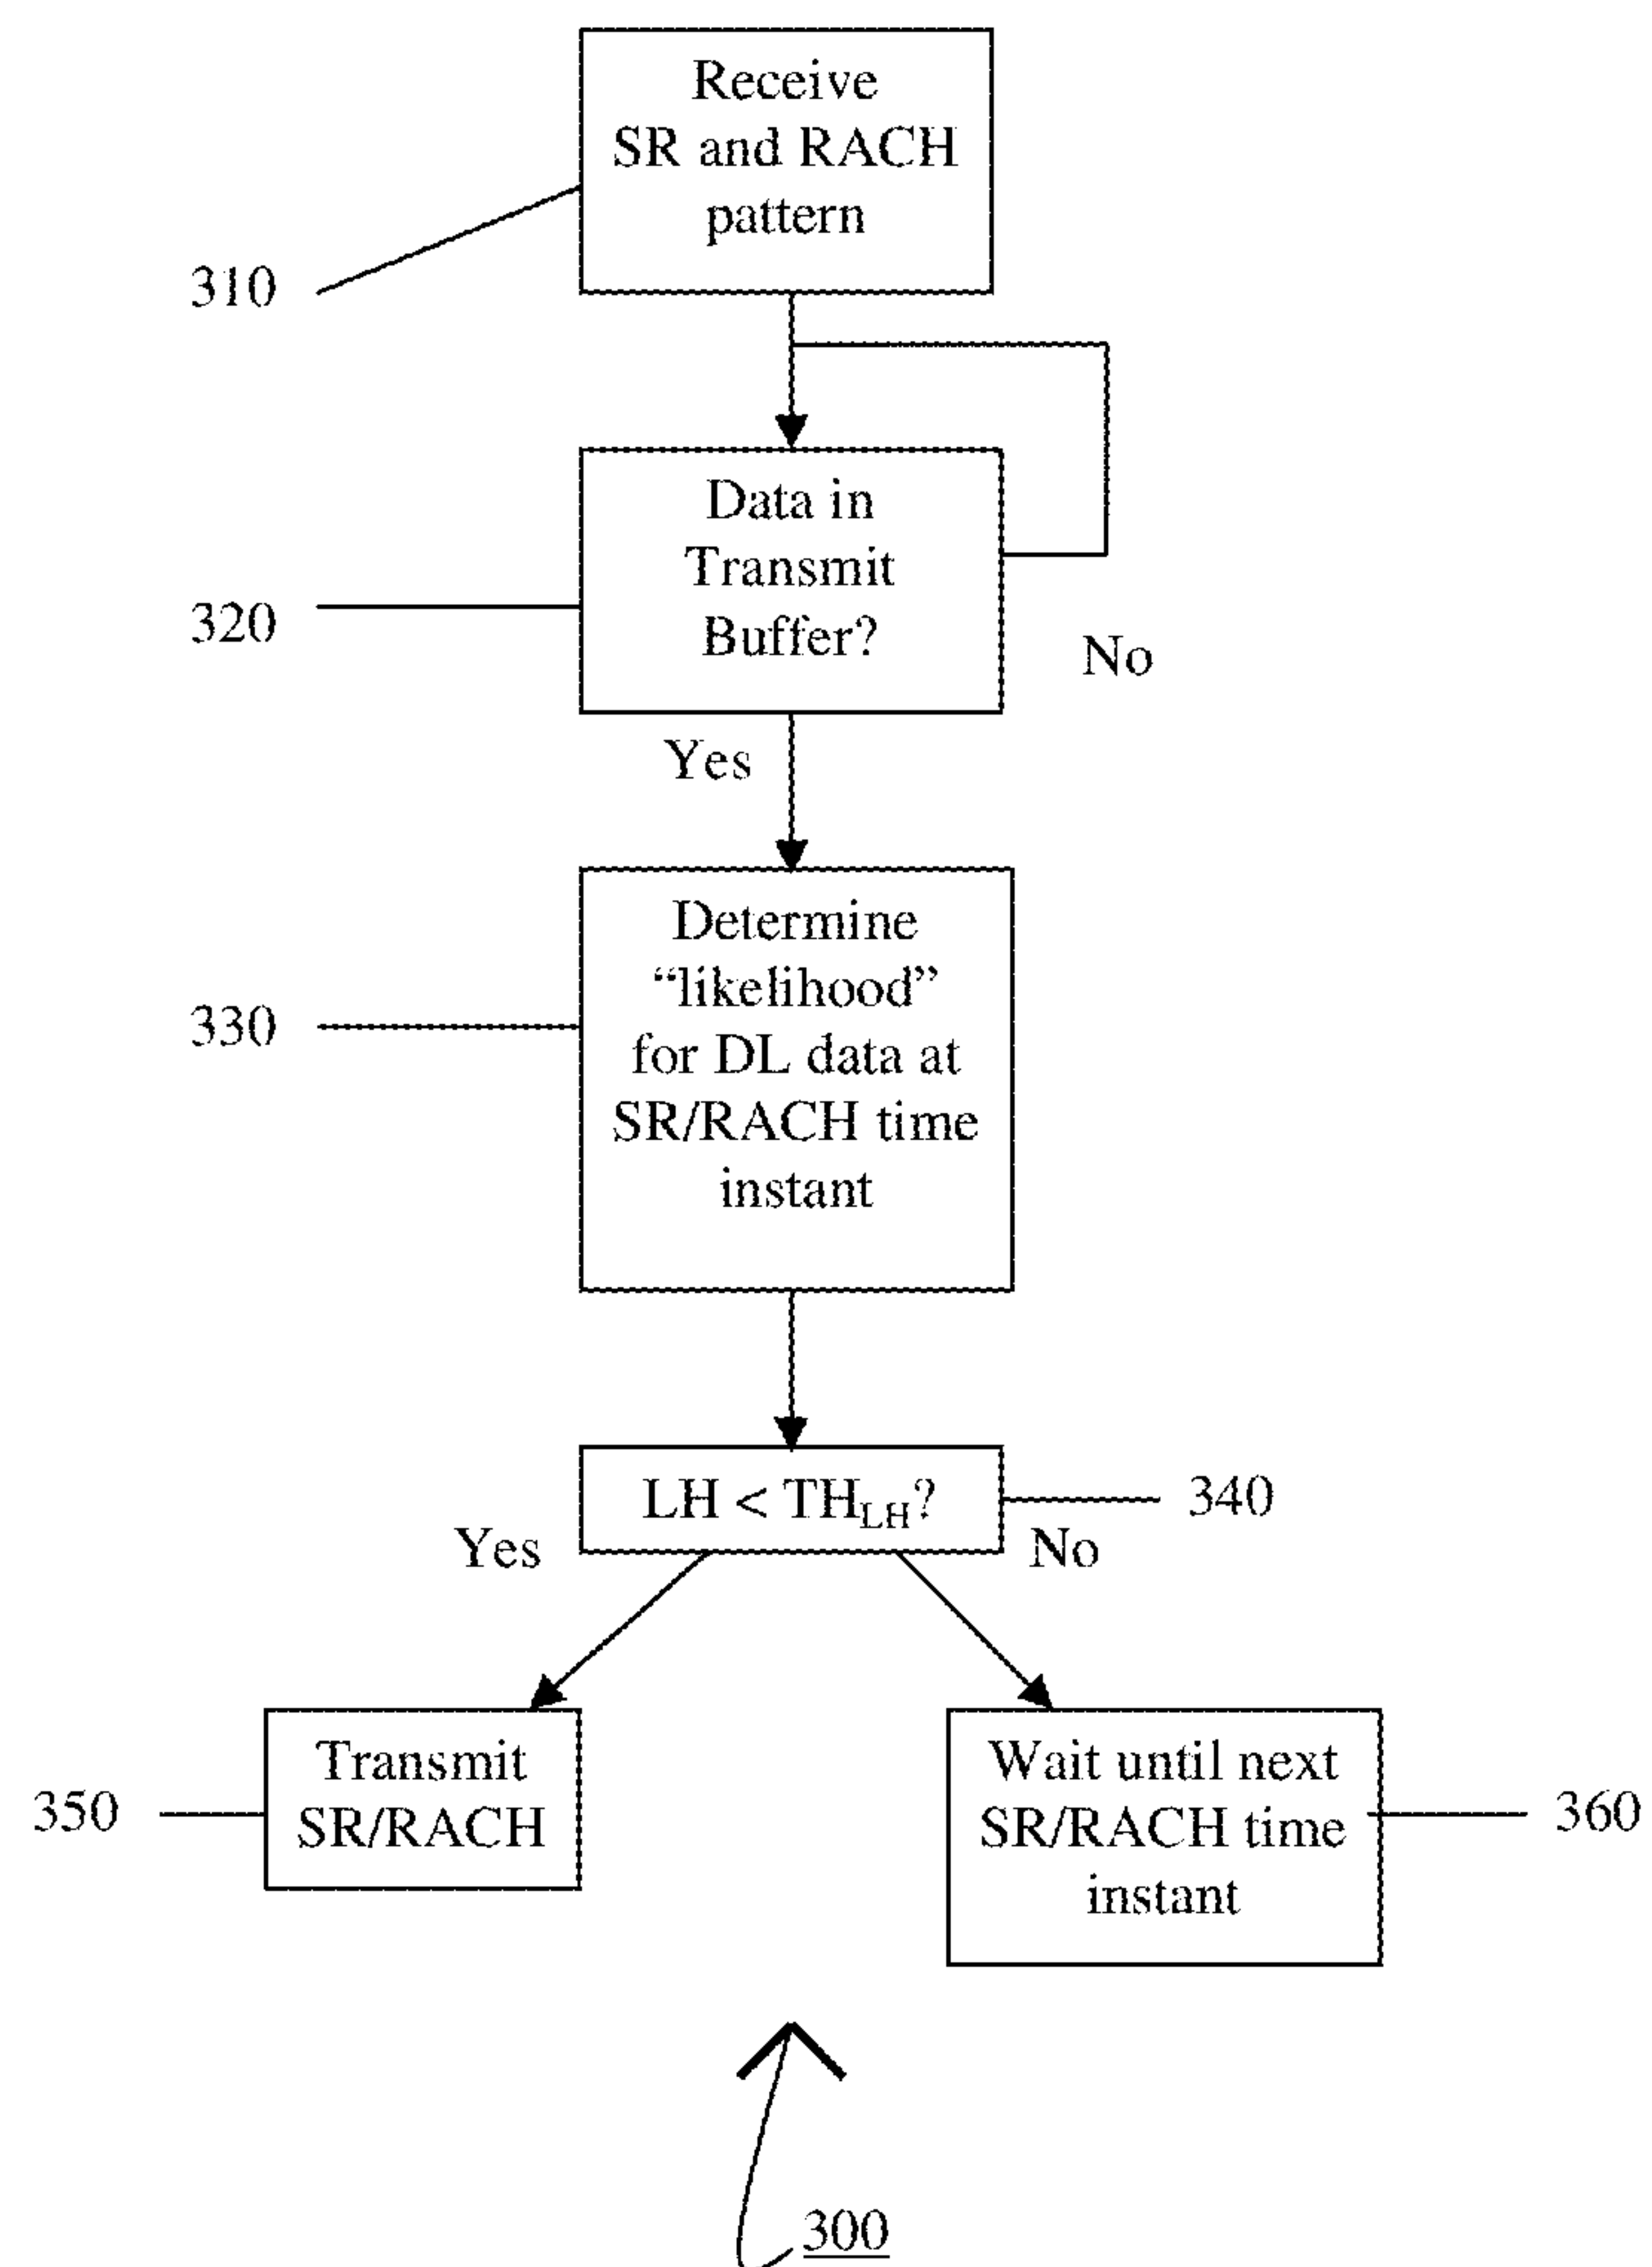 Receive
SR and RACH
pattern
310
Data in
Transmit
Buffer?
320
No
Yes
Determine
“likelihood”
for DL data at
SR/RACH time
instant
330
LH < TH_LH?
340
Yes
No
Transmit
SR/RACH
350
Wait until next
SR/RACH time
instant
360
300